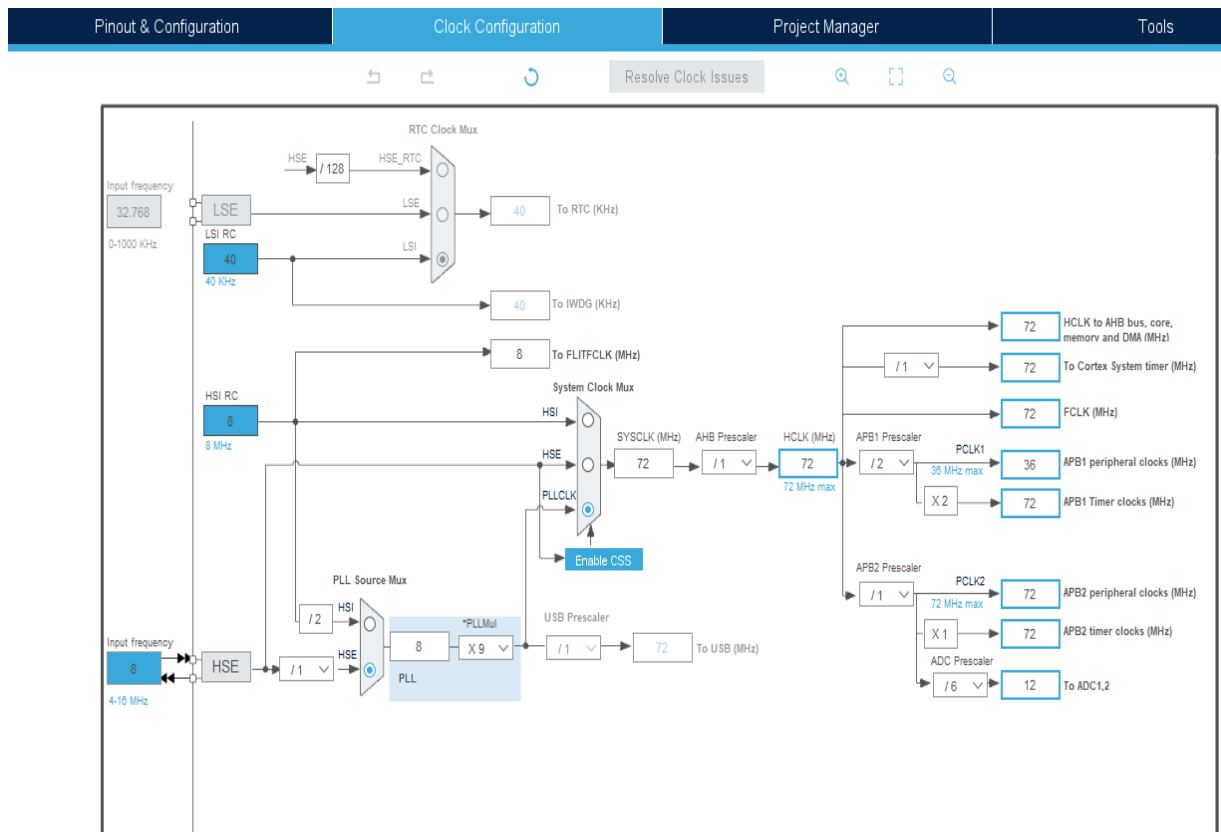 Pinout & Configuration
Clock Configuration
Project Manager
Tools
Resolve Clock Issues
RTC Clock Mux
HSE
/ 128
HSE_RTC
Input frequency
32.768
0-1000 KHz
LSE
LSE
40
To RTC (KHz)
LSI RC
40
40 KHz
LSI
40
To IWDG (KHz)
8
To FLITFCLK (MHz)
HSI RC
8
8 MHz
System Clock Mux
HSI
HSE
PLLCLK
Enable CSS
SYSCLK (MHz)
72
AHB Prescaler
/ 1
HCLK (MHz)
72
72 MHz max
72
HCLK to AHB bus, core,
memory and DMA (MHz)
/ 1
72
To Cortex System timer (MHz)
72
FCLK (MHz)
APB1 Prescaler
/ 2
PCLK1
36 MHz max
36
APB1 peripheral clocks (MHz)
X 2
72
APB1 Timer clocks (MHz)
APB2 Prescaler
/ 1
PCLK2
72 MHz max
72
APB2 peripheral clocks (MHz)
X 1
72
APB2 timer clocks (MHz)
ADC Prescaler
/ 6
12
To ADC1,2
PLL Source Mux
/ 2
HSI
Input frequency
8
4-16 MHz
HSE
/ 1
HSE
8
*PLLMul
X 9
PLL
USB Prescaler
/ 1
72
To USB (MHz)